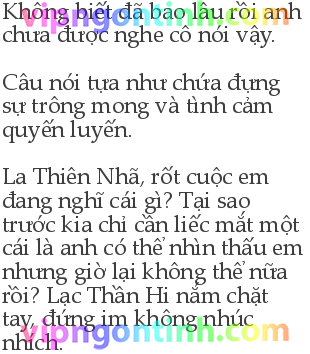 Không biết đã bao lâu rồi anh
chưa được nghe cô nói vậy.
Câu nói tựa như chứa đựng
sự trông mong và tình cảm
quyến luyến.
La Thiên Nhã, rốt cuộc em
đang nghĩ cái gì? Tại sao
trước kia chỉ cần liếc mắt một
cái là anh có thể nhìn thấu em
nhưng giờ lại không thể nữa
rồi? Lạc Thần Hi nắm chặt
tay, đứng im không nhúc
nhích.
vipngontinh.com
vipngontinh.com